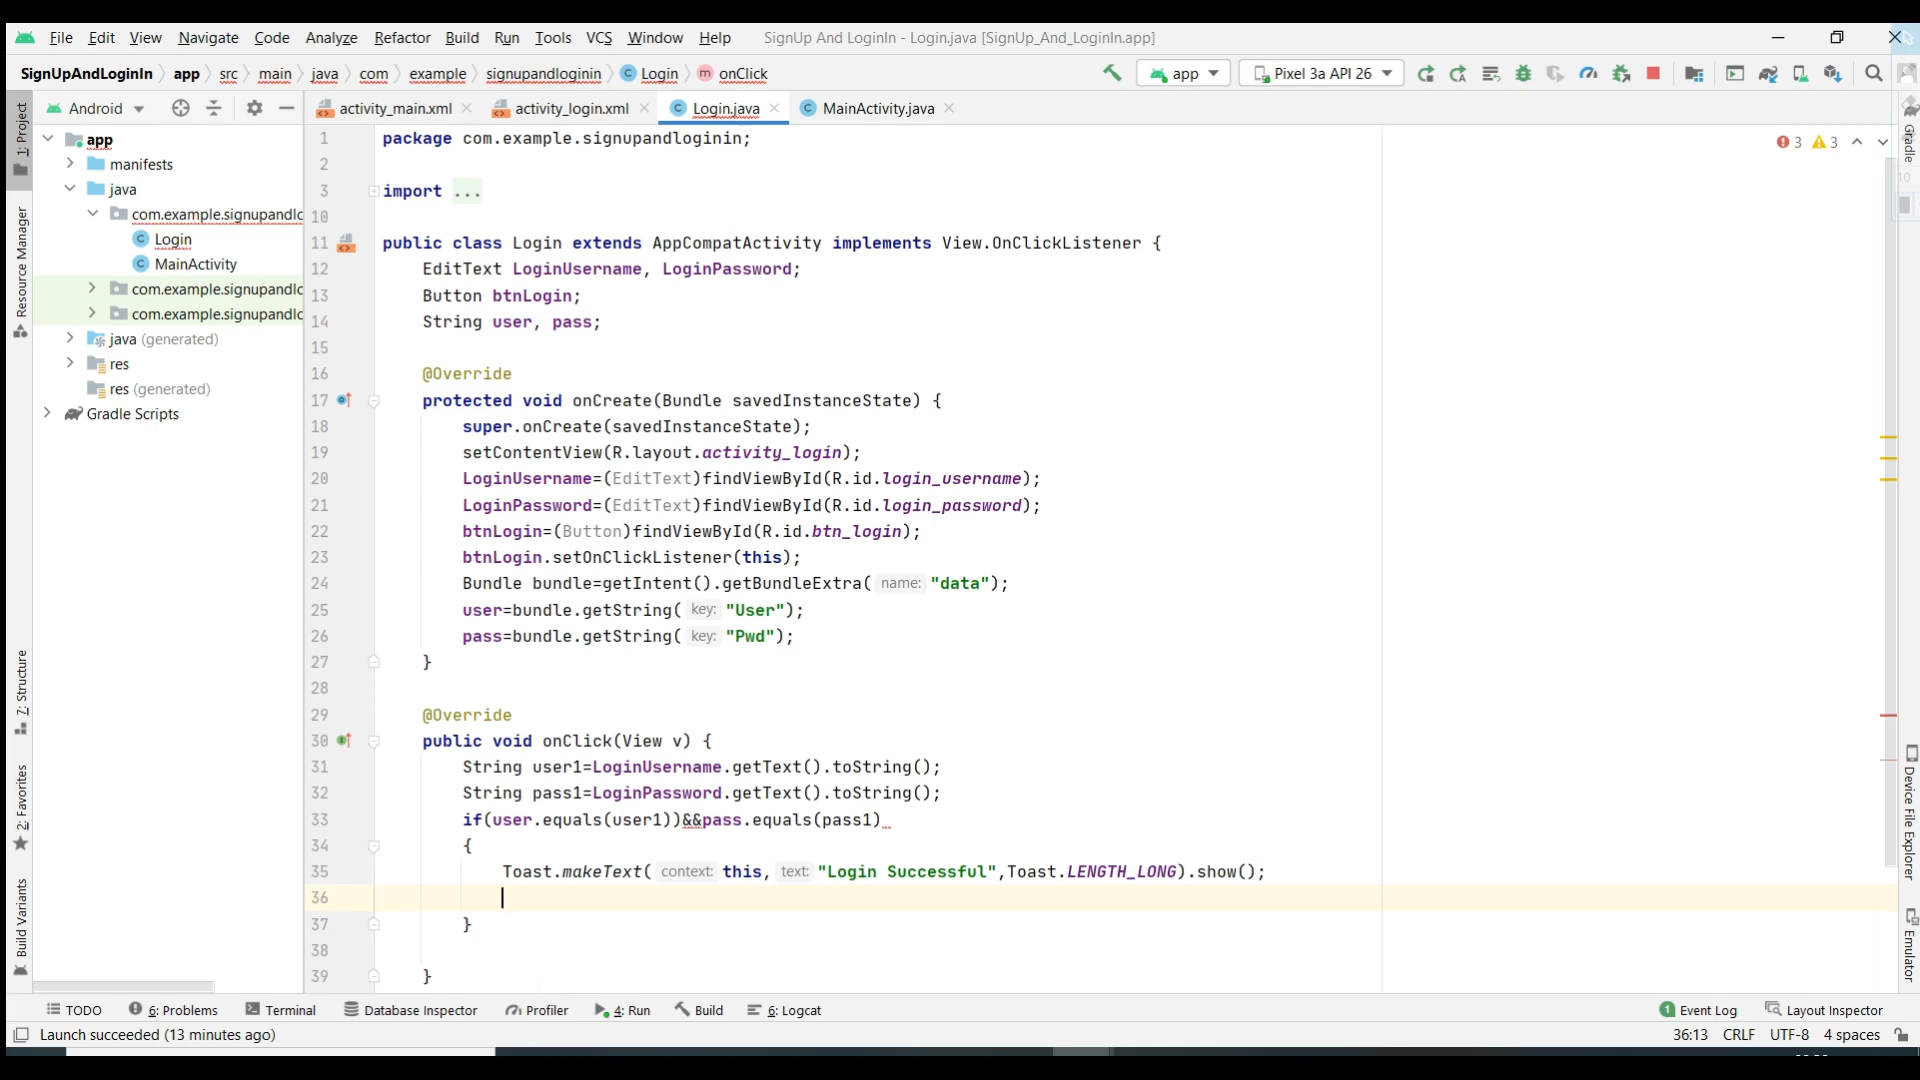 File Edit View Navigate Code Analyze Refactor Build Run Tools VCS Window Help SignUp And LoginIn - Login.java [SignUp_And_LoginIn.app]
SignUpAndLoginIn app src main java com example signupandloginin Login onClick app Pixel 3a API 26
Android activity_main.xml activity_login.xml Login.java MainActivity.java
1: Project
Resource Manager
7: Structure
2: Favorites
Build Variants
app
manifests
java
com.example.signupandlo
Login
MainActivity
com.example.signupandlo
com.example.signupandlo
java (generated)
res
res (generated)
Gradle Scripts
3 3
1 package com.example.signupandloginin;
2
3 import ...
10
11 public class Login extends AppCompatActivity implements View.OnClickListener {
12 EditText LoginUsername, LoginPassword;
13 Button btnLogin;
14 String user, pass;
15
16 @Override
17 protected void onCreate(Bundle savedInstanceState) {
18 super.onCreate(savedInstanceState);
19 setContentView(R.layout.activity_login);
20 LoginUsername=(EditText)findViewById(R.id.login_username);
21 LoginPassword=(EditText)findViewById(R.id.login_password);
22 btnLogin=(Button)findViewById(R.id.btn_login);
23 btnLogin.setOnClickListener(this);
24 Bundle bundle=getIntent().getBundleExtra( name: "data");
25 user=bundle.getString( key: "User");
26 pass=bundle.getString( key: "Pwd");
27 }
28
29 @Override
30 public void onClick(View v) {
31 String user1=LoginUsername.getText().toString();
32 String pass1=LoginPassword.getText().toString();
33 if(user.equals(user1))&&pass.equals(pass1)
34 {
35 Toast.makeText( context: this, text: "Login Successful",Toast.LENGTH_LONG).show();
36
37 }
38
39 }
Gradle
Device File Explorer
Emulator
TODO 6: Problems Terminal Database Inspector Profiler 4: Run Build 6: Logcat 1 Event Log Layout Inspector
Launch succeeded (13 minutes ago) 36:13 CRLF UTF-8 4 spaces